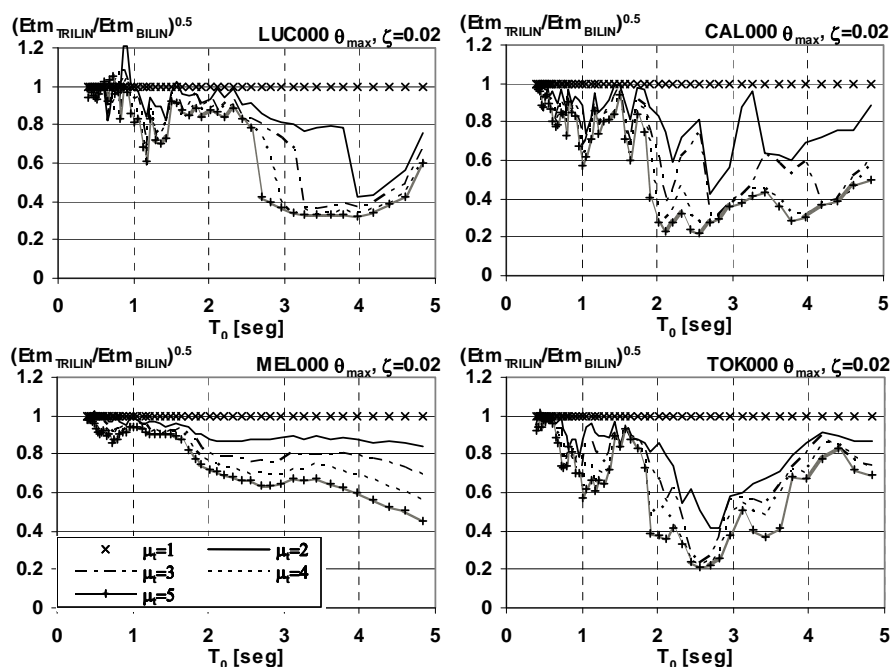 (Etm TRILIN/Etm BILIN)^0.5 LUC000 θmax, ζ=0.02
1.2
1
0.8
0.6
0.4
0.2
0
0 1 2 3 4 5
T0 [seg]
(Etm TRILIN/Etm BILIN)^0.5 CAL000 θmax, ζ=0.02
1.2
1
0.8
0.6
0.4
0.2
0
0 1 2 3 4 5
T0 [seg]
(Etm TRILIN/Etm BILIN)^0.5 MEL000 θmax, ζ=0.02
1.2
1
0.8
0.6
0.4
0.2
0
μt=1 μt=2
μt=3 μt=4
μt=5
0 1 2 3 4 5
T0 [seg]
(Etm TRILIN/Etm BILIN)^0.5 TOK000 θmax, ζ=0.02
1.2
1
0.8
0.6
0.4
0.2
0
0 1 2 3 4 5
T0 [seg]